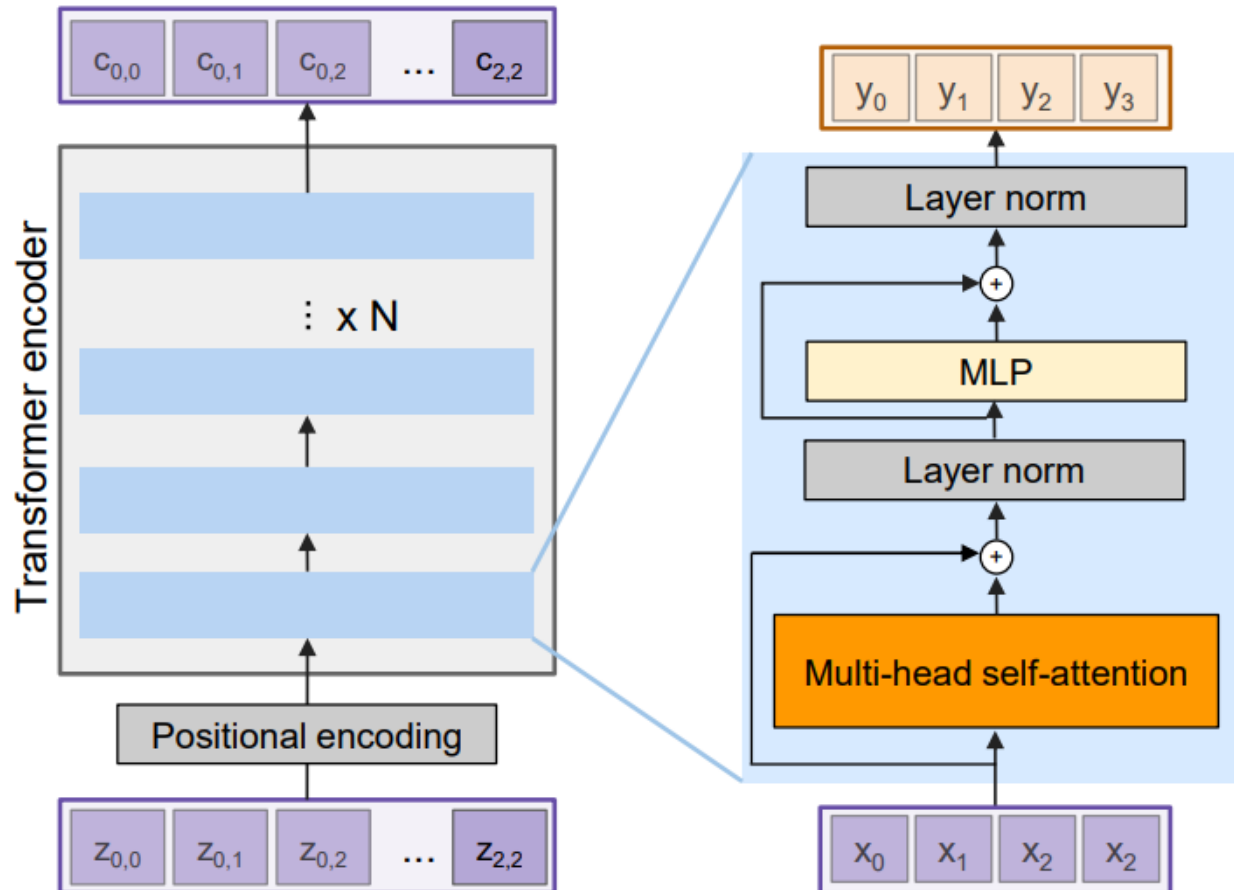 c0,0 c0,1 c0,2 ... c2,2
Transformer encoder
⋮ x N
Positional encoding
z0,0 z0,1 z0,2 ... z2,2
y0 y1 y2 y3
Layer norm
+
MLP
Layer norm
+
Multi-head self-attention
x0 x1 x2 x2